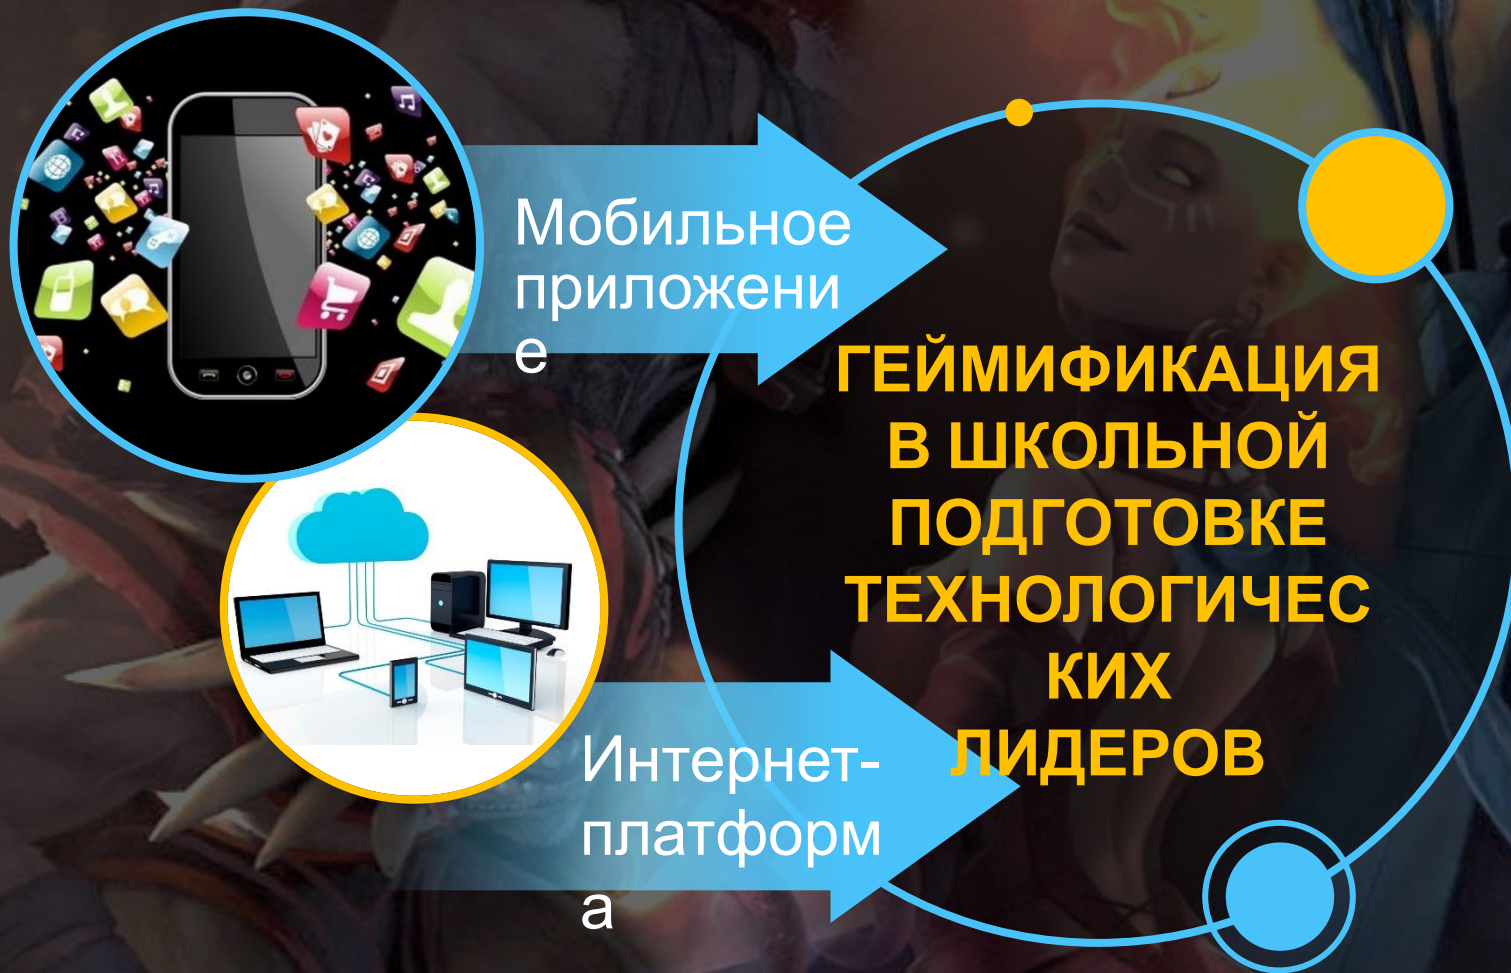 Мобильное
приложени
е
ГЕЙМИФИКАЦИЯ
В ШКОЛЬНОЙ
ПОДГОТОВКЕ
ТЕХНОЛОГИЧЕС
КИХ
ЛИДЕРОВ
Интернет-
платформ
а